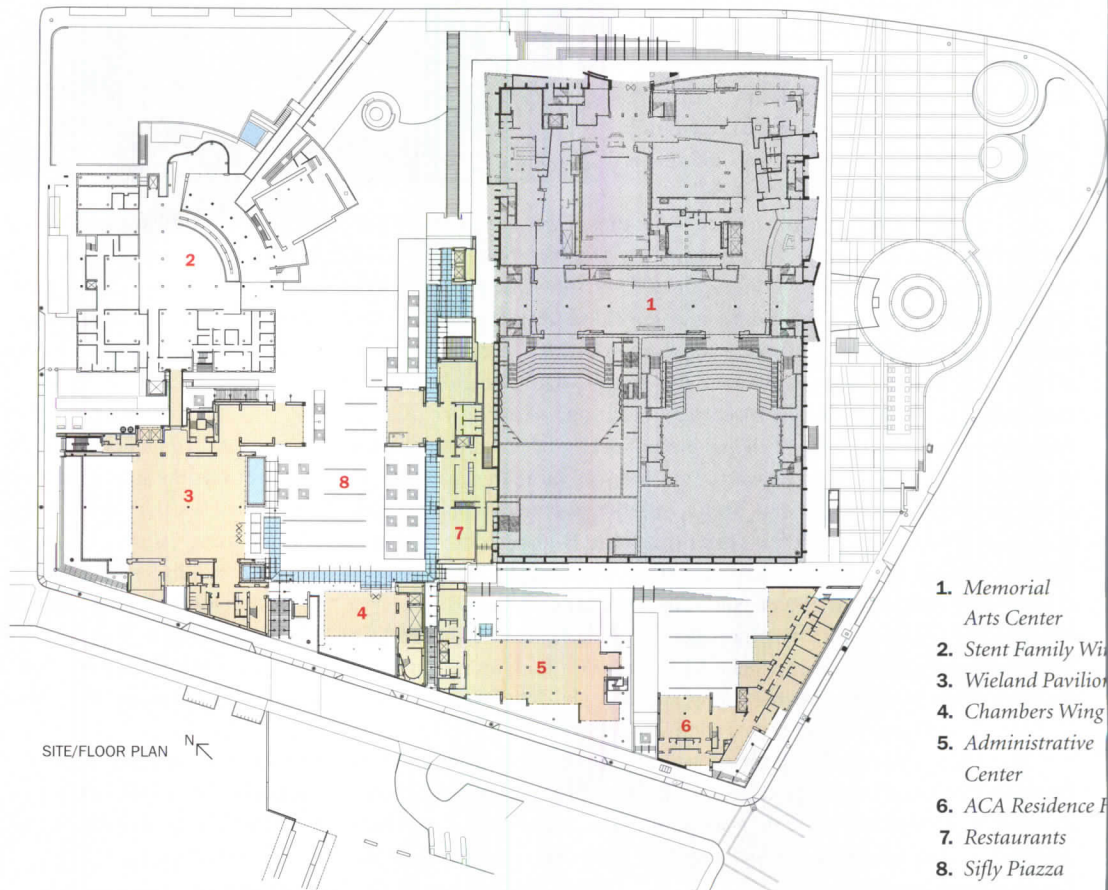 2
1
3
8
7
4
5
6
SITE/FLOOR PLAN N
1. Memorial
Arts Center
2. Stent Family
3. Wieland
4. Chambers Wing
5. Administrative
Center
6. ACA Residence
7. Restaurants
8. Sifly Piazza